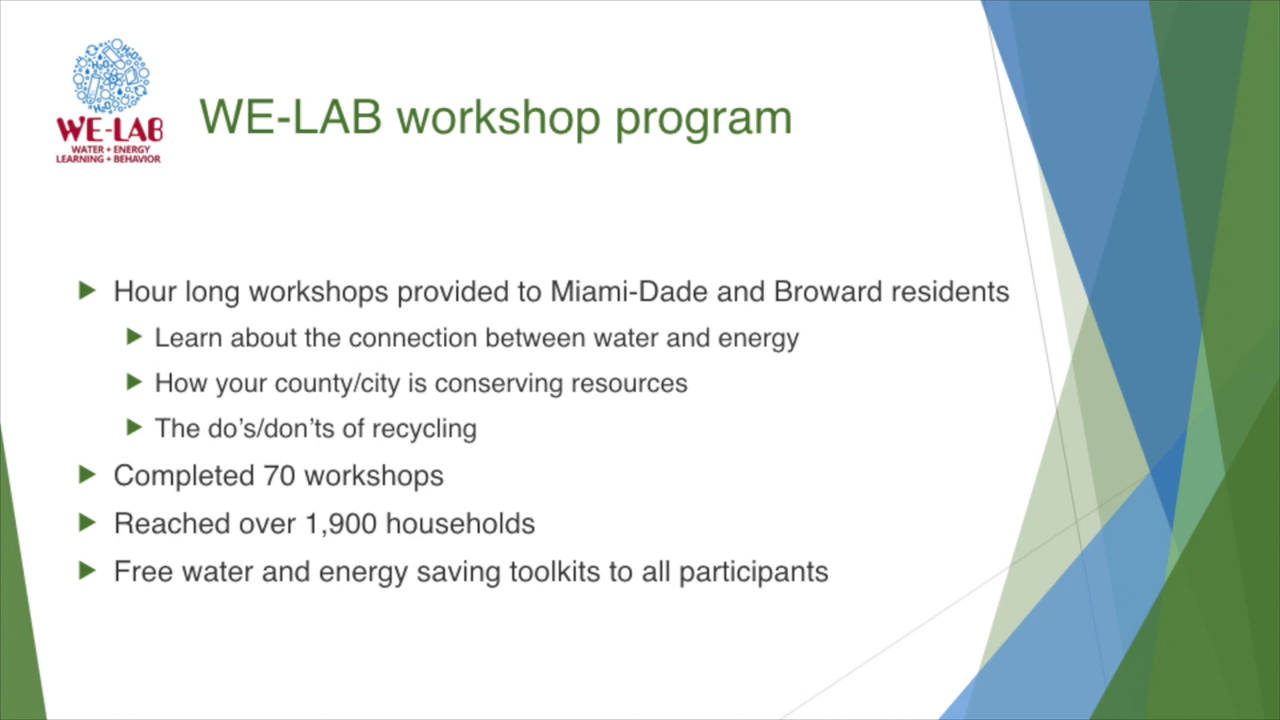 WE-LAB
WATER + ENERGY
LEARNING + BEHAVIOR
WE-LAB workshop program
Hour long workshops provided to Miami-Dade and Broward residents
Learn about the connection between water and energy
How your county/city is conserving resources
The do’s/don’ts of recycling
Completed 70 workshops
Reached over 1,900 households
Free water and energy saving toolkits to all participants